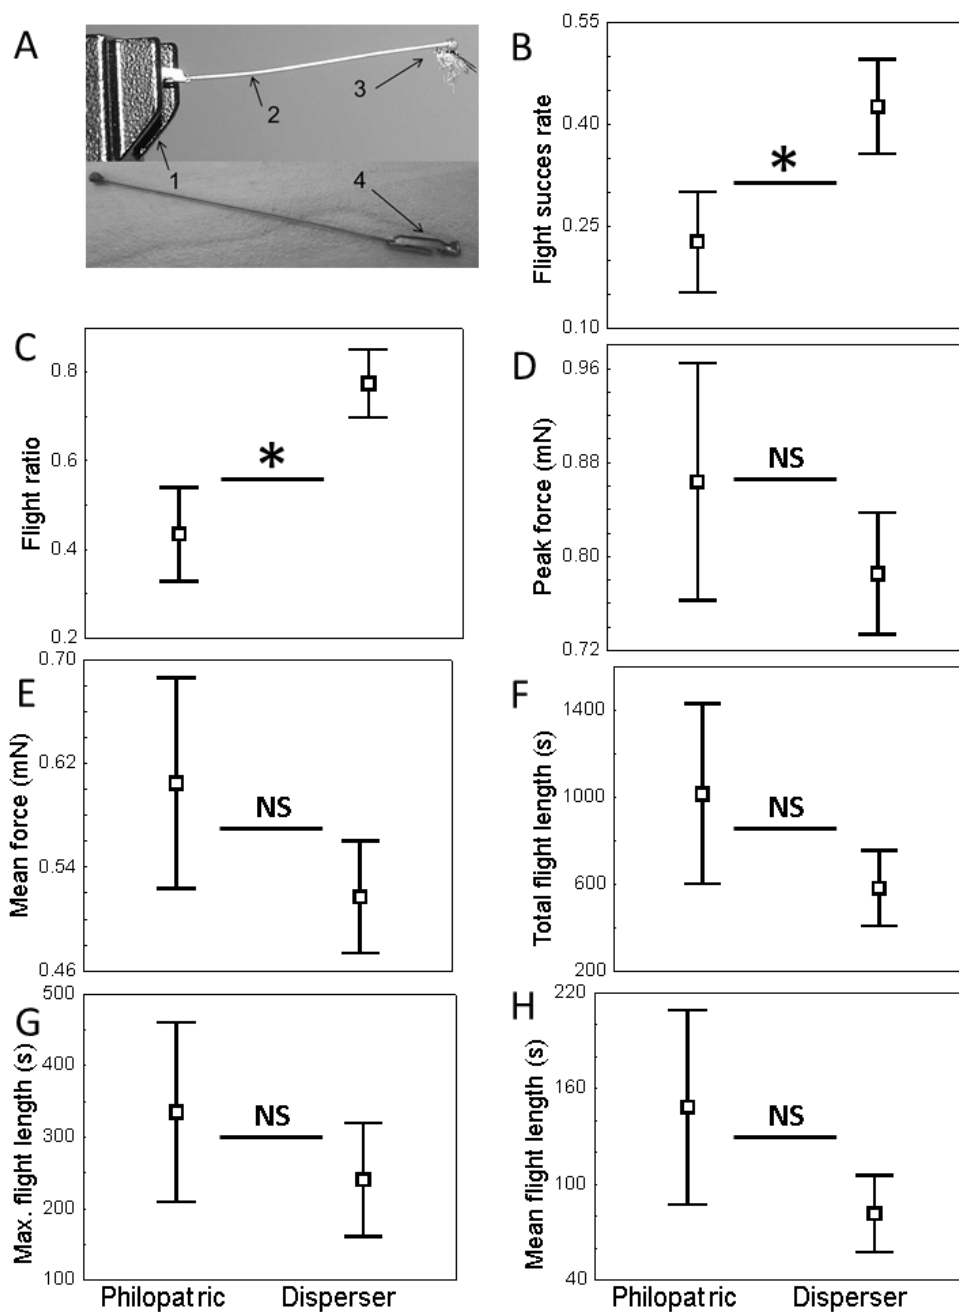 A
1
2
3
4
B
Flight succes rate
0.55
0.40
0.25
0.10
*
C
Flight ratio
0.8
0.6
0.4
0.2
*
D
Peak force (mN)
0.96
0.88
0.80
0.72
NS
E
Mean force (mN)
0.70
0.62
0.54
0.46
NS
F
Total flight length (s)
1400
1000
600
200
NS
G
Max. flight length (s)
500
400
300
200
100
NS
Philopatric Disperser
H
Mean flight length (s)
220
160
100
40
NS
Philopatric Disperser